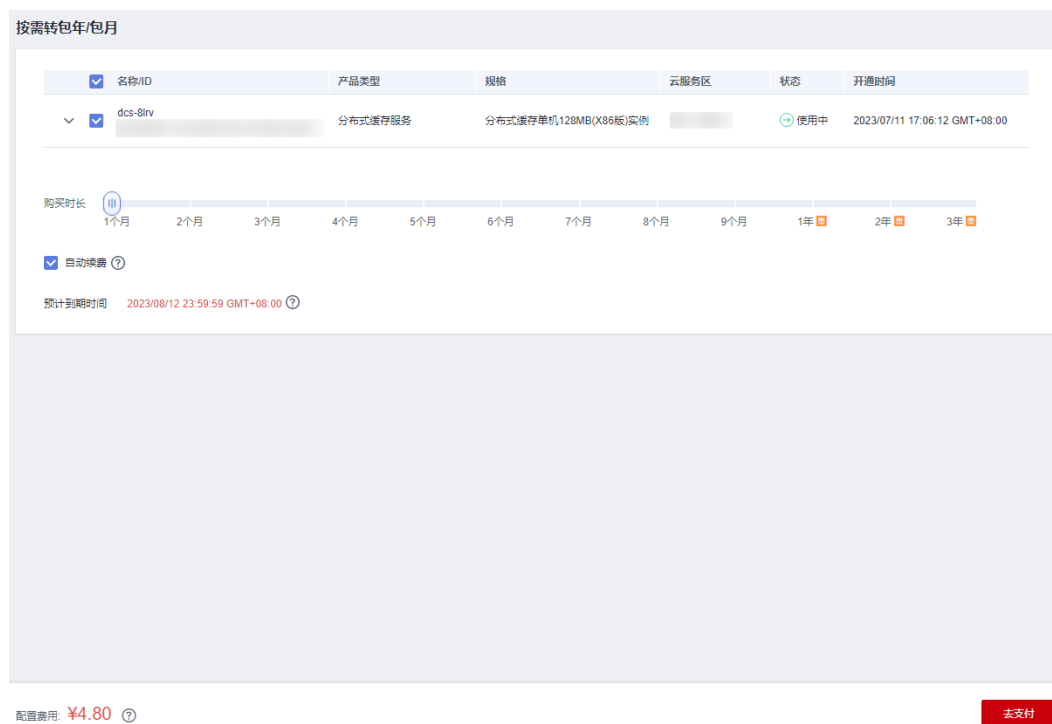 按需转包年/包月
名称/ID 产品类型 规格 云服务区 状态 开通时间
dcs-8lrv
分布式缓存服务 分布式缓存单机128MB(X86版)实例 使用中 2023/07/11 17:06:12 GMT+08:00
购买时长
1个月 2个月 3个月 4个月 5个月 6个月 7个月 8个月 9个月 1年 2年 3年
自动续费 ?
预计到期时间 2023/08/12 23:59:59 GMT+08:00 ?
配置费用: ¥4.80 ? 去支付